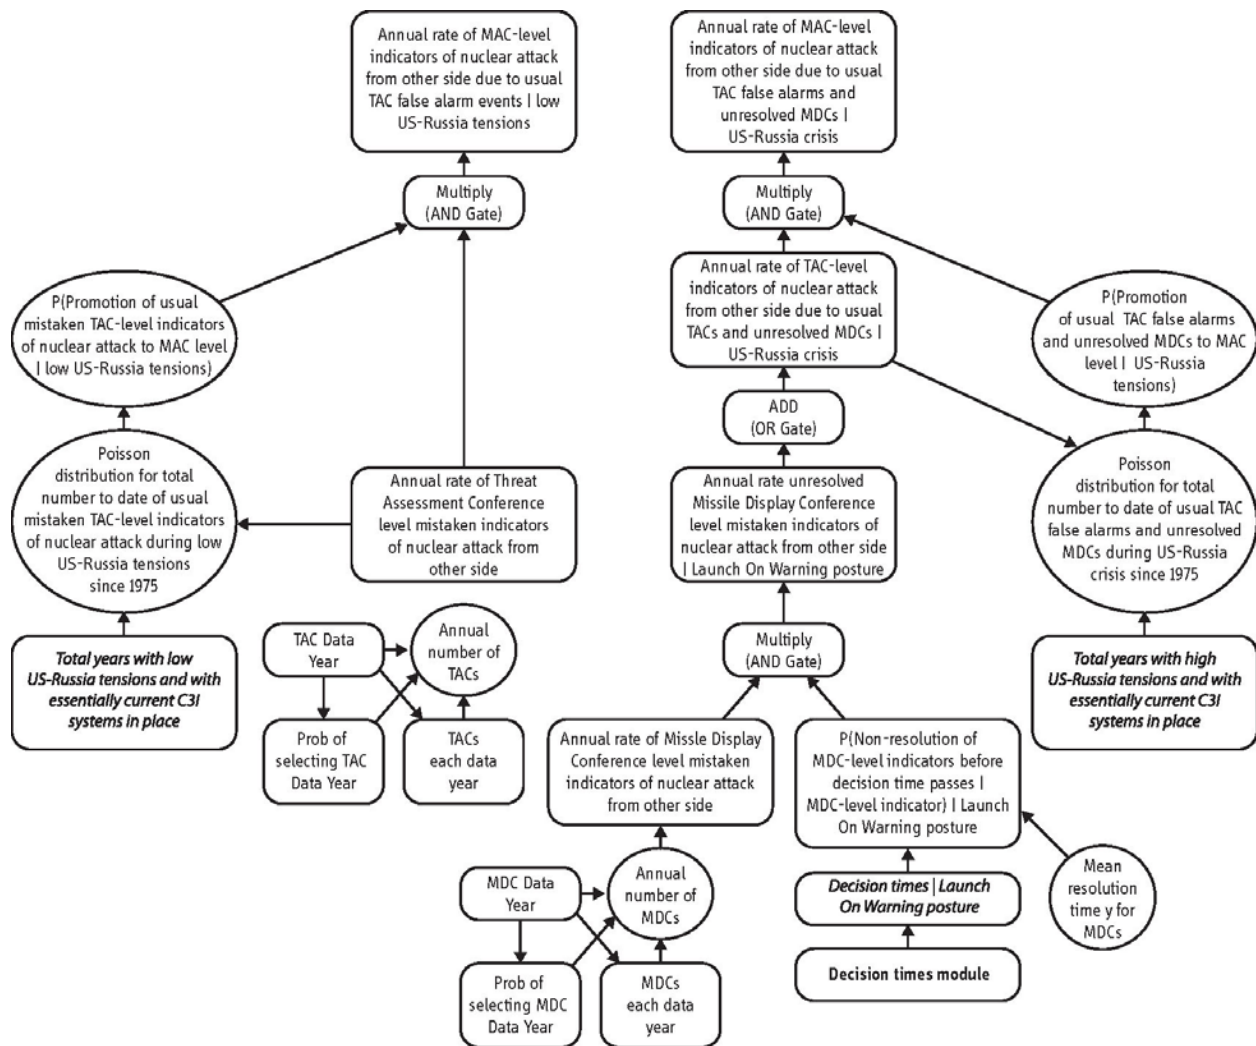 Annual rate of MAC-level
indicators of nuclear attack
from other side due to usual
TAC false alarm events | low
US-Russia tensions
Annual rate of MAC-level
indicators of nuclear attack
from other side due to usual
TAC false alarms and
unresolved MDCs |
US-Russia crisis
Multiply
(AND Gate)
Multiply
(AND Gate)
P(Promotion of usual
mistaken TAC-level indicators
of nuclear attack to MAC level
| low US-Russia tensions)
Annual rate of TAC-level
indicators of nuclear attack
from other side due to usual
TACs and unresolved MDCs |
US-Russia crisis
P(Promotion
of usual TAC false alarms
and unresolved MDCs to MAC
level | US-Russia
tensions)
ADD
(OR Gate)
Poisson
distribution for total
number to date of usual
mistaken TAC-level indicators
of nuclear attack during low
US-Russia tensions
since 1975
Annual rate of Threat
Assessment Conference
level mistaken indicators
of nuclear attack from
other side
Annual rate unresolved
Missile Display Conference
level mistaken indicators of
nuclear attack from other side
| Launch On Warning posture
Poisson
distribution for total
number to date of usual TAC
false alarms and unresolved
MDCs during US-Russia
crisis since 1975
Total years with low
US-Russia tensions and with
essentially current C3I
systems in place
TAC Data
Year
Annual
number of
TACs
Multiply
(AND Gate)
Total years with high
US-Russia tensions and with
essentially current C3I
systems in place
Prob of
selecting TAC
Data Year
TACs
each data
year
Annual rate of Missle Display
Conference level mistaken
indicators of nuclear attack
from other side
P(Non-resolution of
MDC-level indicators before
decision time passes |
MDC-level indicator) | Launch
On Warning posture
MDC Data
Year
Annual
number of
MDCs
Decision times | Launch
On Warning posture
Mean
resolution
time y for
MDCs
Prob of
selecting MDC
Data Year
MDCs
each data
year
Decision times module